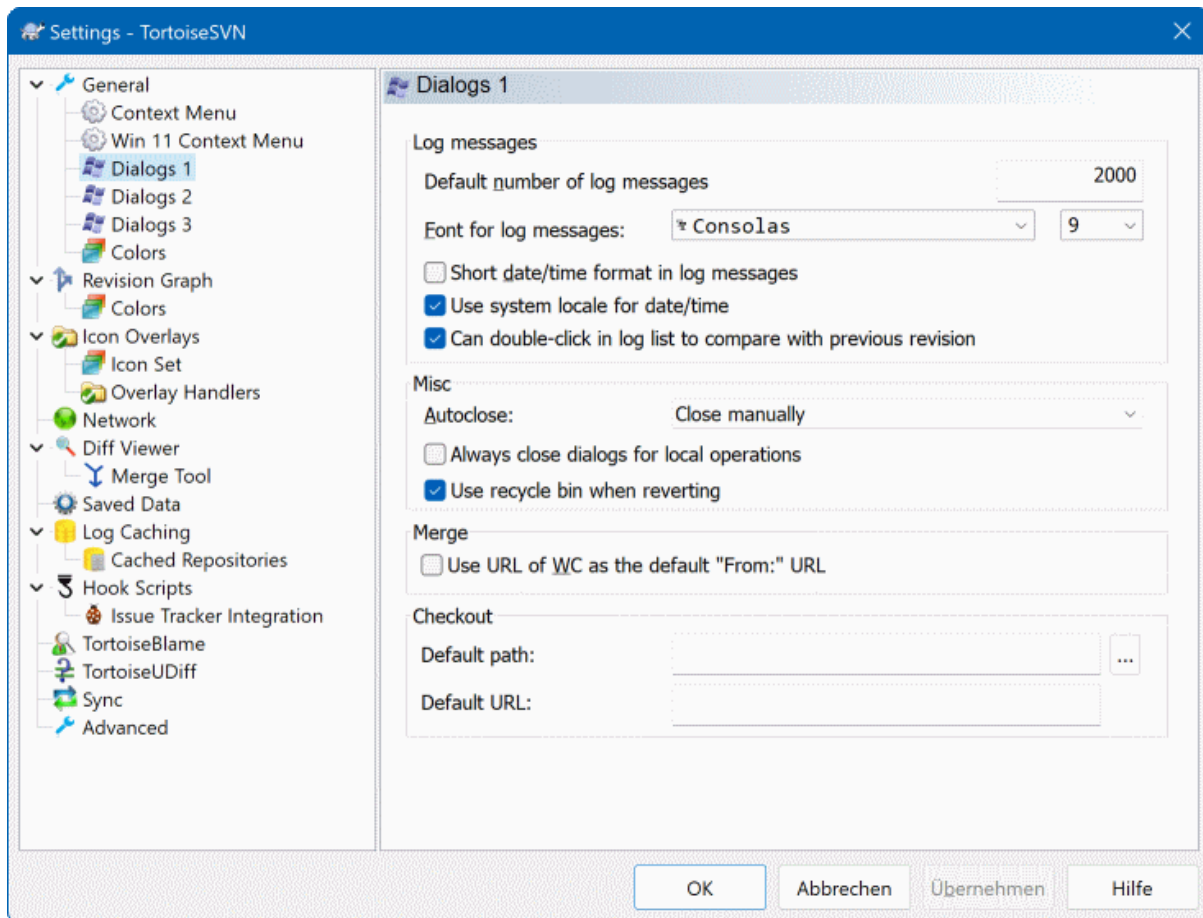 Settings - TortoiseSVN
General
Context Menu
Win 11 Context Menu
Dialogs 1
Dialogs 2
Dialogs 3
Colors
Revision Graph
Colors
Icon Overlays
Icon Set
Overlay Handlers
Network
Diff Viewer
Merge Tool
Saved Data
Log Caching
Cached Repositories
Hook Scripts
Issue Tracker Integration
TortoiseBlame
TortoiseUDiff
Sync
Advanced
Dialogs 1
Log messages
Default number of log messages 2000
Font for log messages: Consolas 9
Short date/time format in log messages
Use system locale for date/time
Can double-click in log list to compare with previous revision
Misc
Autoclose: Close manually
Always close dialogs for local operations
Use recycle bin when reverting
Merge
Use URL of WC as the default "From:" URL
Checkout
Default path: ...
Default URL:
OK Abbrechen Übernehmen Hilfe